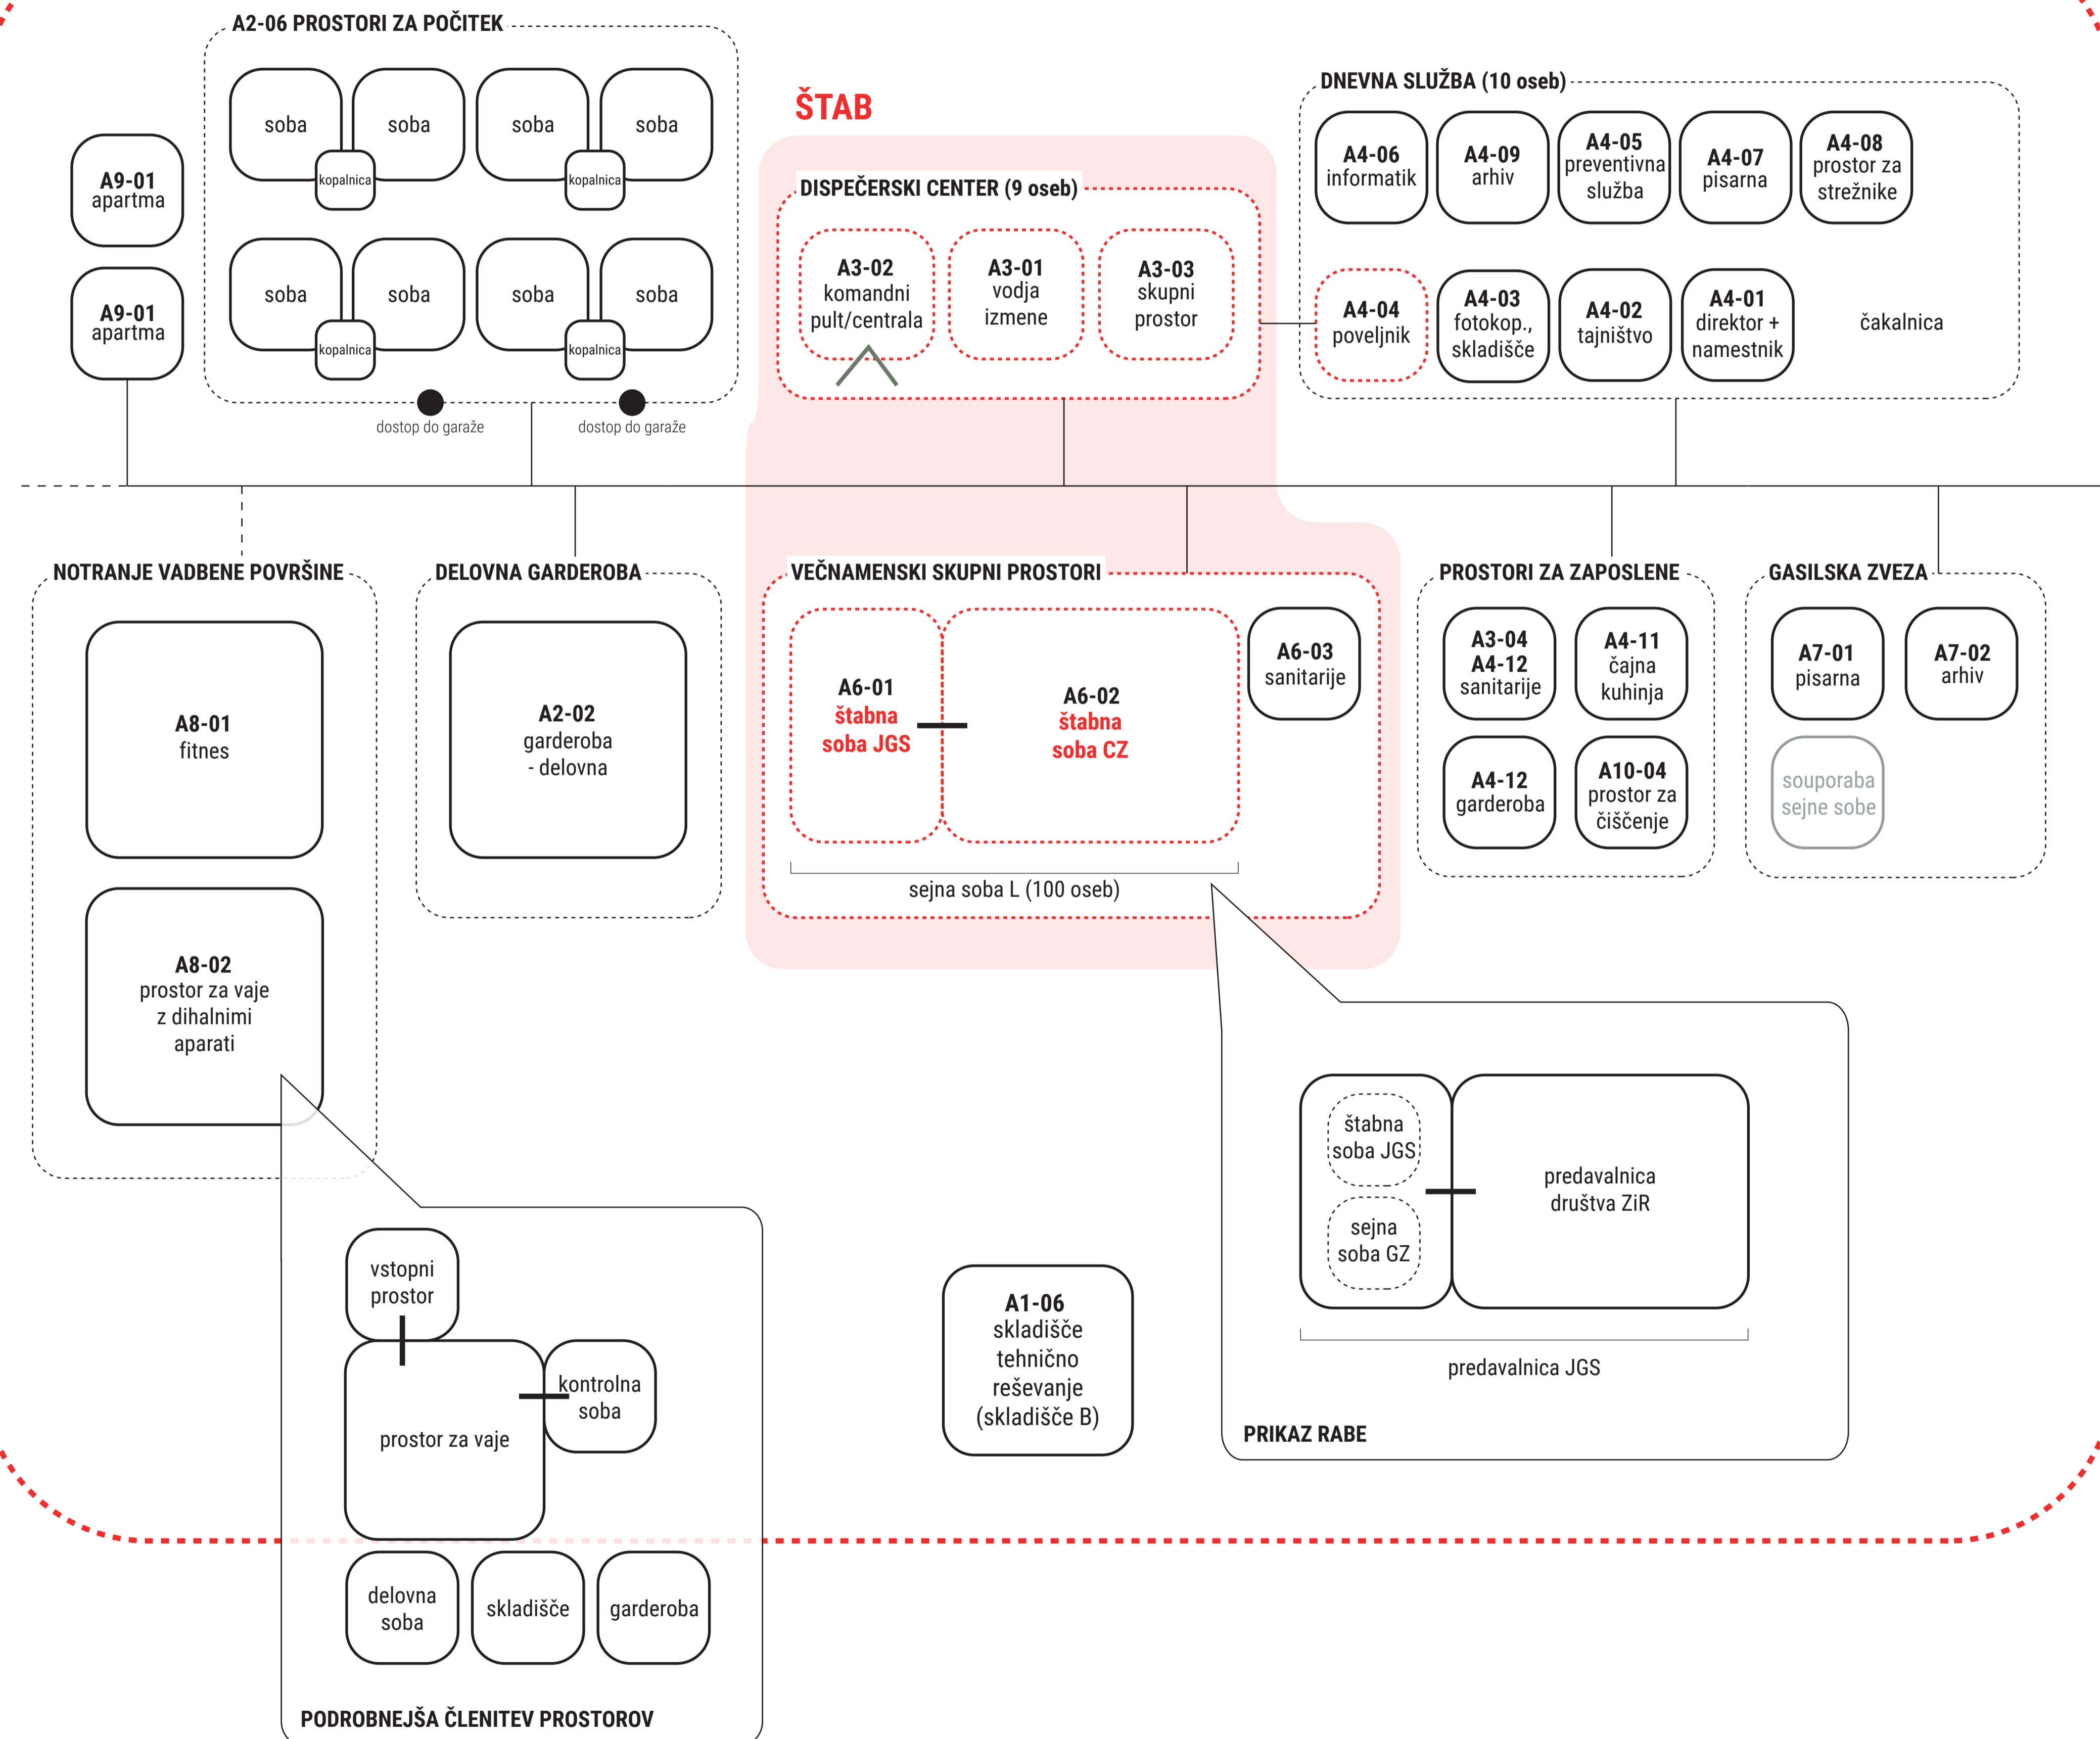 A2-06 PROSTORI ZA POČITEK
soba
soba
soba
soba
kopalnica
kopalnica
soba
soba
soba
soba
kopalnica
kopalnica
dostop do garaže
dostop do garaže
A9-01
apartma
A9-01
apartma
ŠTAB
DISPEČERSKI CENTER (9 oseb)
A3-02
komandni
pult/centrala
A3-01
vodja
izmene
A3-03
skupni
prostor
DNEVNA SLUŽBA (10 oseb)
A4-06
informatik
A4-09
arhiv
A4-05
preventivna
služba
A4-07
pisarna
A4-08
prostor za
strežnike
A4-04
poveljnik
A4-03
fotokop.,
skladišče
A4-02
tajništvo
A4-01
direktor +
namestnik
čakalnica
NOTRANJE VADBENE POVRŠINE
A8-01
fitnes
A8-02
prostor za vaje
z dihalnimi
aparati
DELOVNA GARDEROBA
A2-02
garderoba
- delovna
VEČNAMENSKI SKUPNI PROSTORI
A6-01
štabna
soba JGS
A6-02
štabna
soba CZ
A6-03
sanitarije
sejna soba L (100 oseb)
PROSTORI ZA ZAPOSLENE
A3-04
A4-12
sanitarije
A4-11
čajna
kuhinja
A4-12
garderoba
A10-04
prostor za
čiščenje
GASILSKA ZVEZA
A7-01
pisarna
A7-02
arhiv
souporaba
sejne sobe
štabna
soba JGS
sejna
soba GZ
predavalnica
društva ZiR
predavalnica JGS
PRIKAZ RABE
A1-06
skladišče
tehnično
reševanje
(skladišče B)
vstopni
prostor
kontrolna
soba
prostor za vaje
delovna
soba
skladišče
garderoba
PODROBNEJŠA ČLENITEV PROSTOROV